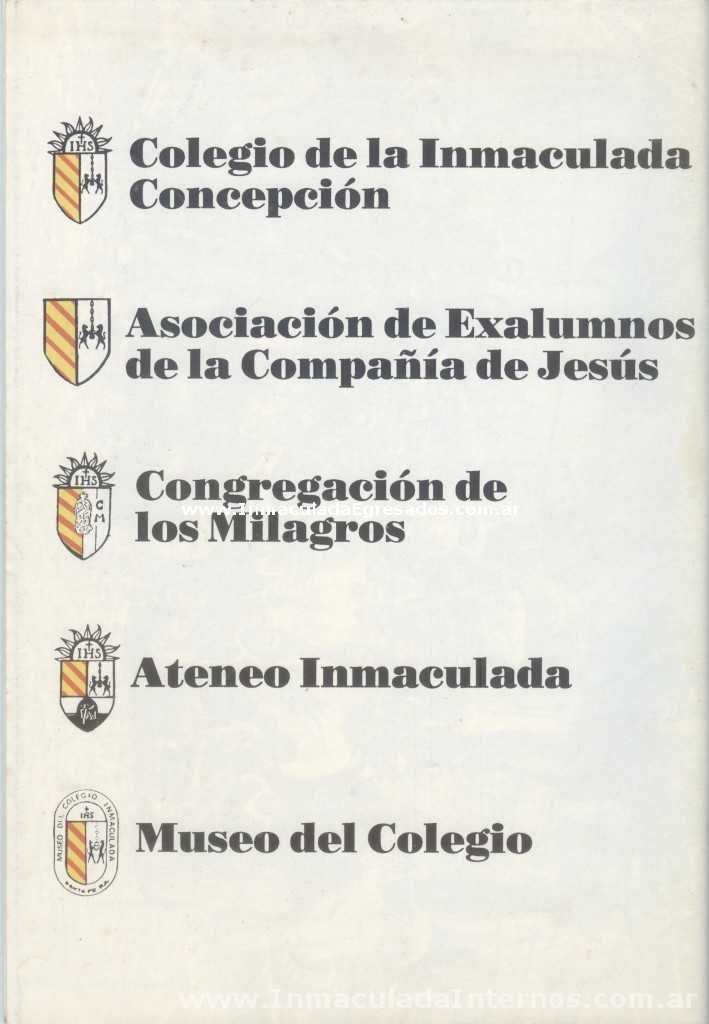 IHS
Colegio de la Inmaculada
Concepción
Asociación de Exalumnos
de la Compañía de Jesús
IHS
C
M
Congregación de
los Milagros
www.InmaculadaEgresados.com.ar
IHS
Ateneo Inmaculada
MUSEO DEL COLEGIO INMACULADA
IHS
SANTA FE R.A.
Museo del Colegio
www.InmaculadaInternos.com.ar